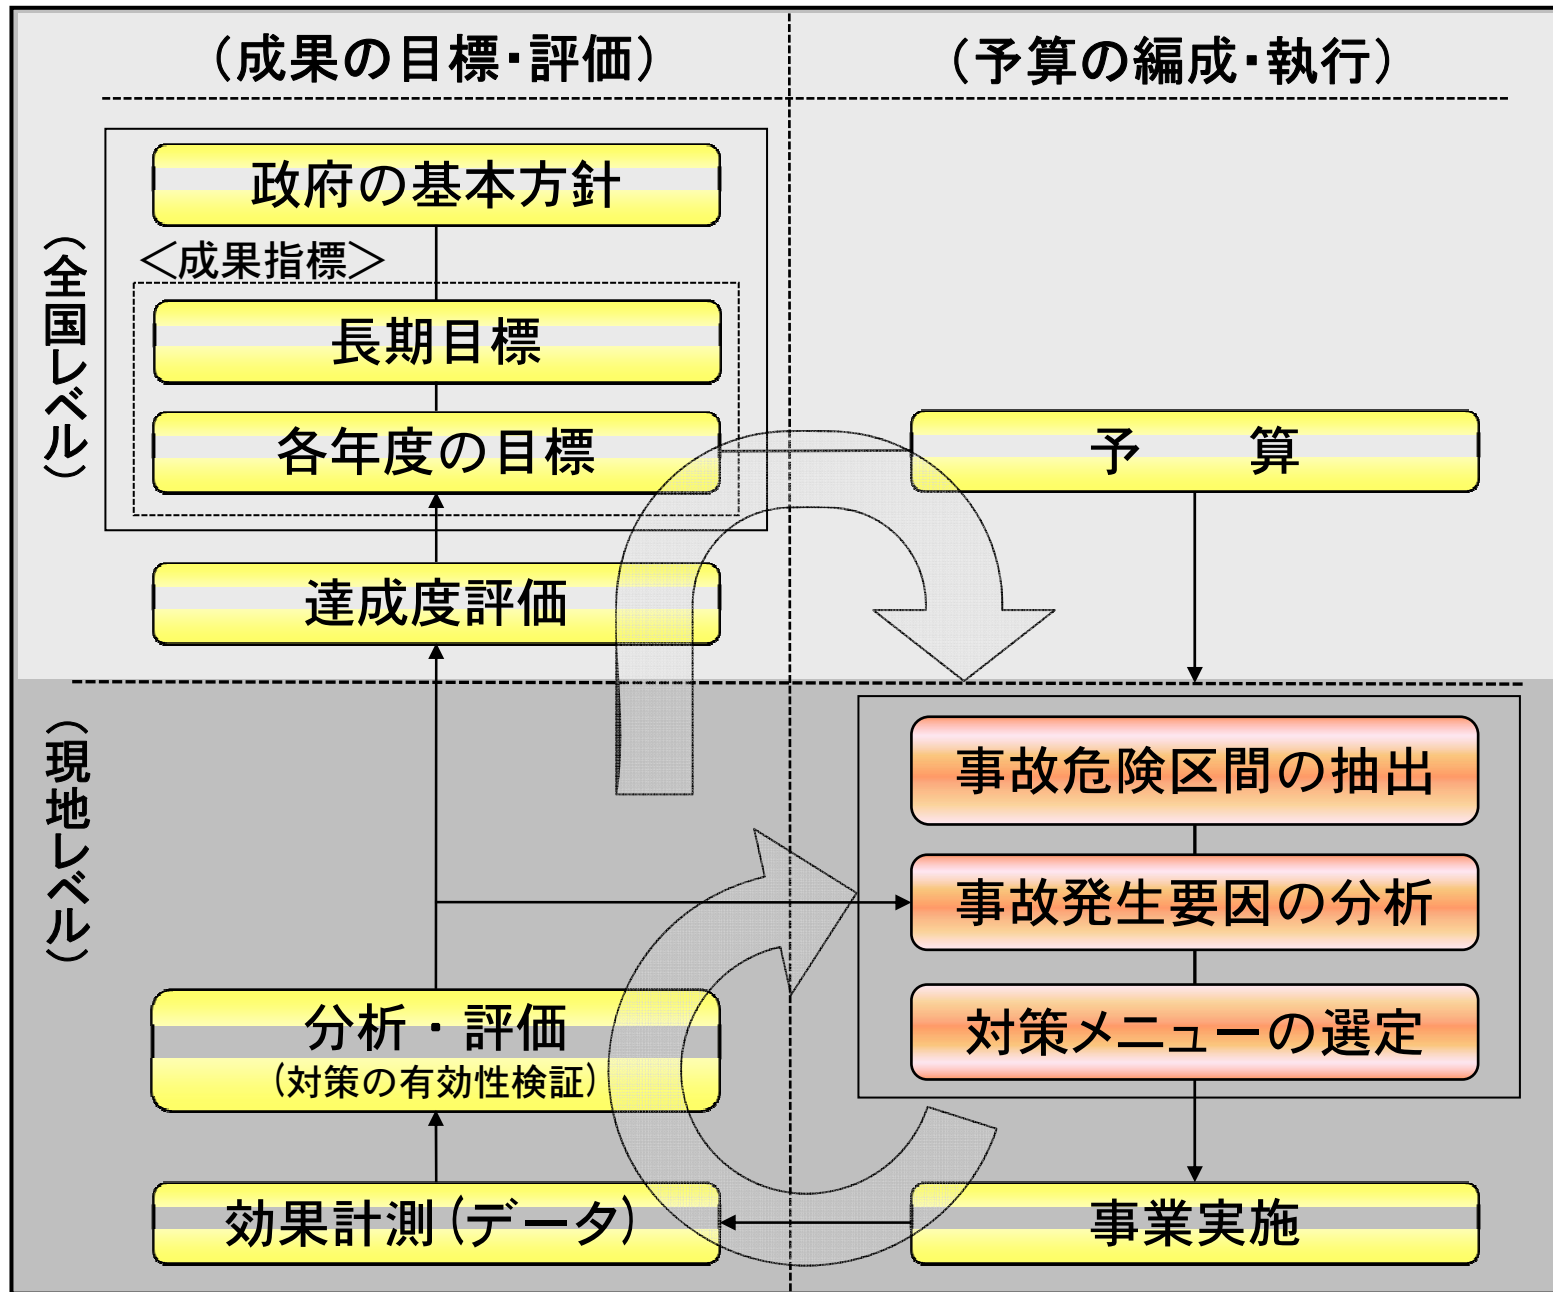 （成果の目標・評価）
（予算の編成・執行）
（全国レベル）
政府の基本方針
＜成果指標＞
長期目標
各年度の目標
達成度評価
予　算
（現地レベル）
事故危険区間の抽出
事故発生要因の分析
対策メニューの選定
分析・評価
（対策の有効性検証）
効果計測（データ）
事業実施